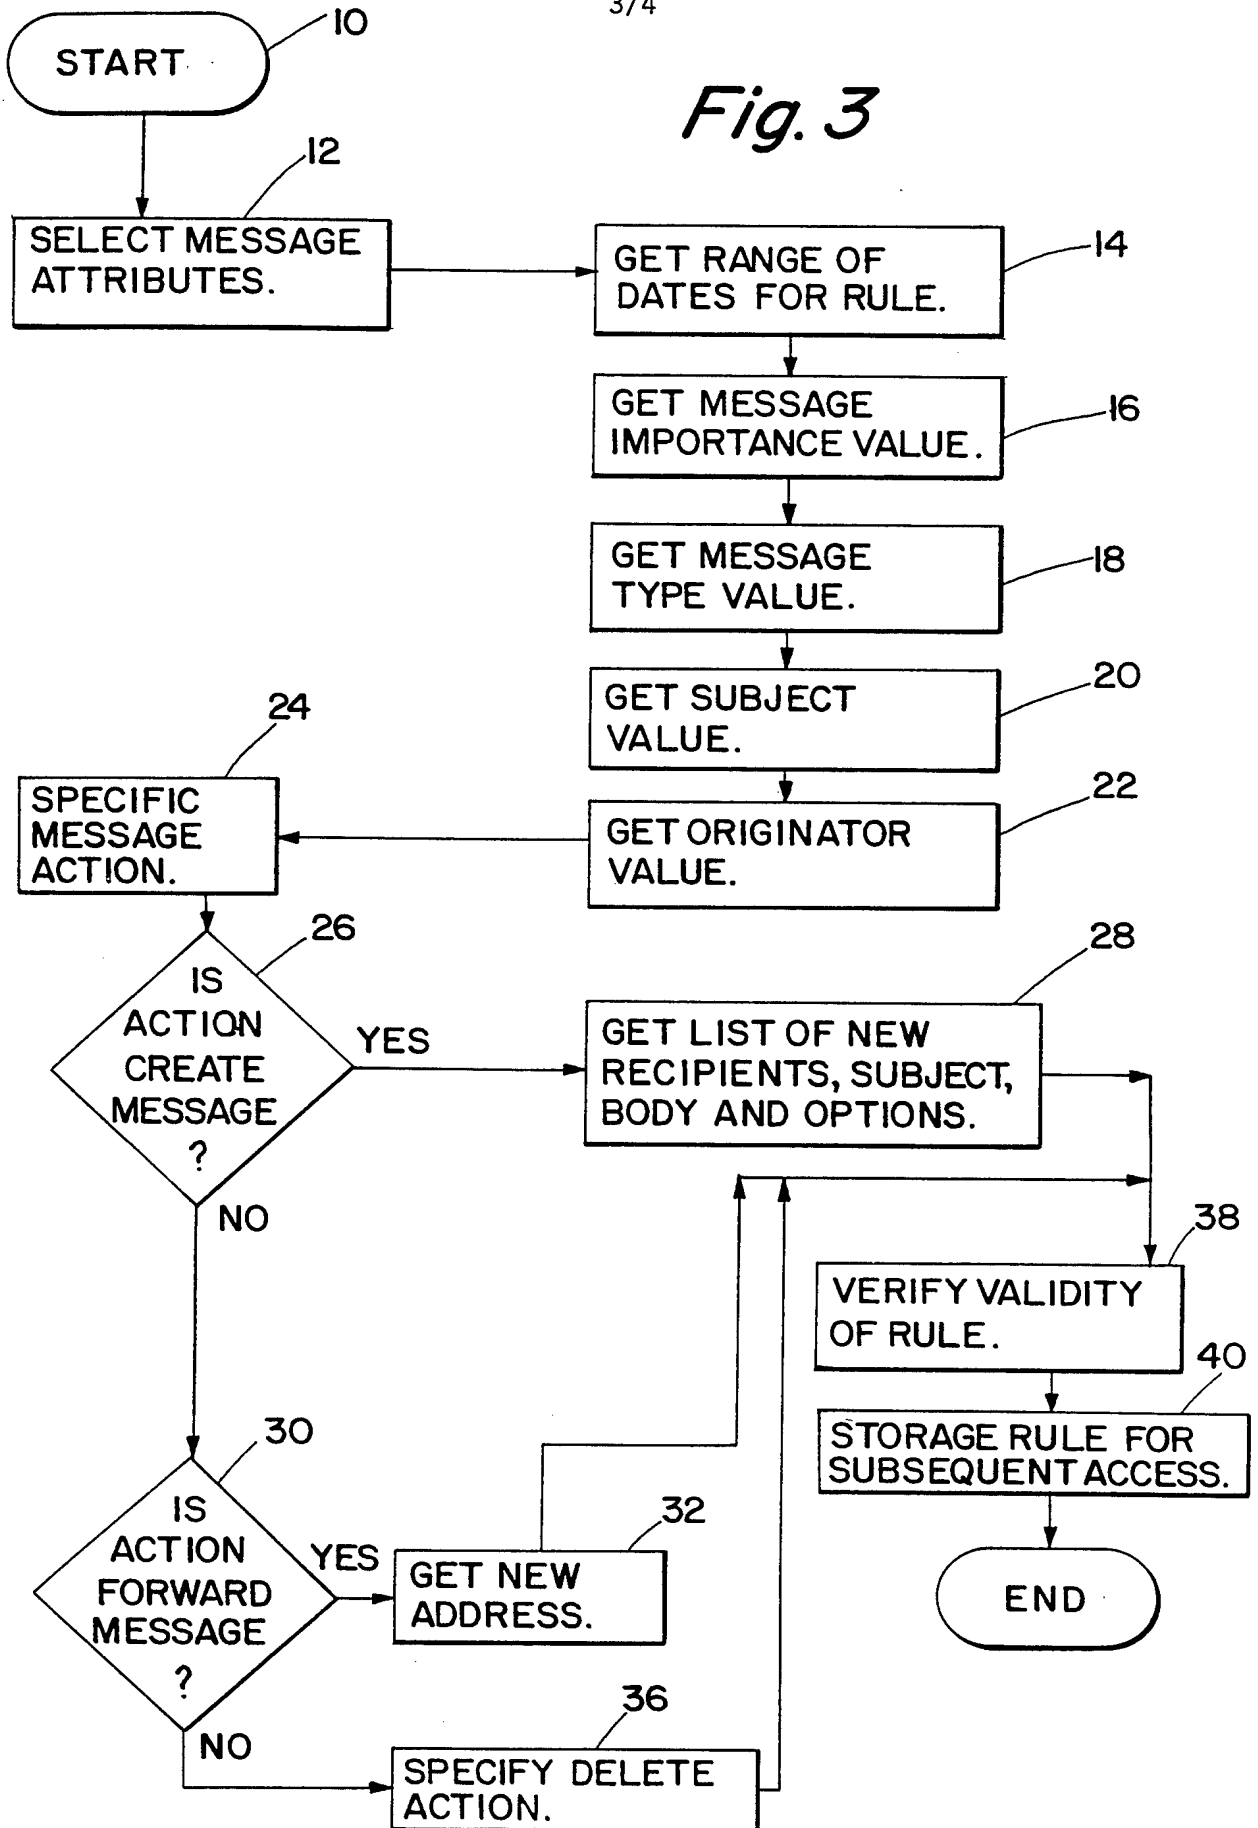 3/4
10
START
Fig. 3
12
SELECT MESSAGE
ATTRIBUTES.
14
GET RANGE OF
DATES FOR RULE.
16
GET MESSAGE
IMPORTANCE VALUE.
18
GET MESSAGE
TYPE VALUE.
20
GET SUBJECT
VALUE.
22
GET ORIGINATOR
VALUE.
24
SPECIFIC
MESSAGE
ACTION.
26
IS
ACTION
CREATE
MESSAGE
?
YES
NO
28
GET LIST OF NEW
RECIPIENTS, SUBJECT,
BODY AND OPTIONS.
30
IS
ACTION
FORWARD
MESSAGE
?
YES
NO
32
GET NEW
ADDRESS.
36
SPECIFY DELETE
ACTION.
38
VERIFY VALIDITY
OF RULE.
40
STORAGE RULE FOR
SUBSEQUENT ACCESS.
END